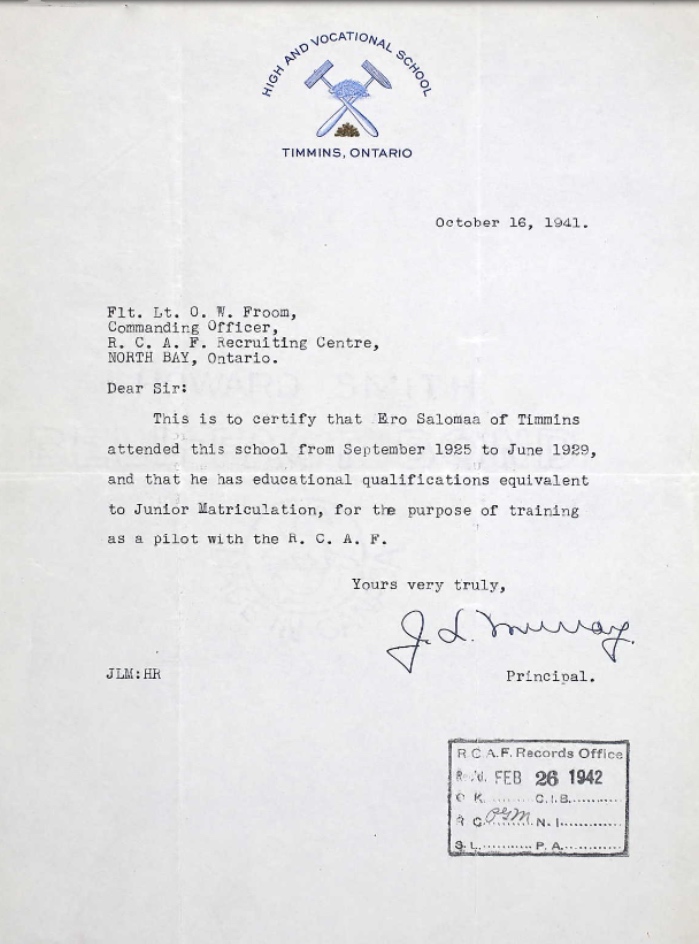 HIGH AND VOCATIONAL SCHOOL
TIMMINS, ONTARIO
October 16, 1941.
Flt. Lt. O. W. Froom,
Commanding Officer,
R. C. A. F. Recruiting Centre,
NORTH BAY, Ontario.
Dear Sir:
This is to certify that Ero Salomaa of Timmins
attended this school from September 1925 to June 1929,
and that he has educational qualifications equivalent
to Junior Matriculation, for the purpose of training
as a pilot with the R. C. A. F.
Yours very truly,
J. L. Murray.
JLM:HR
Principal.
R.C.A.F. Records Office
FEB 26 1942
K. ........ C.I.B............
C. ........ N. I.............
S. L............ P. A.............